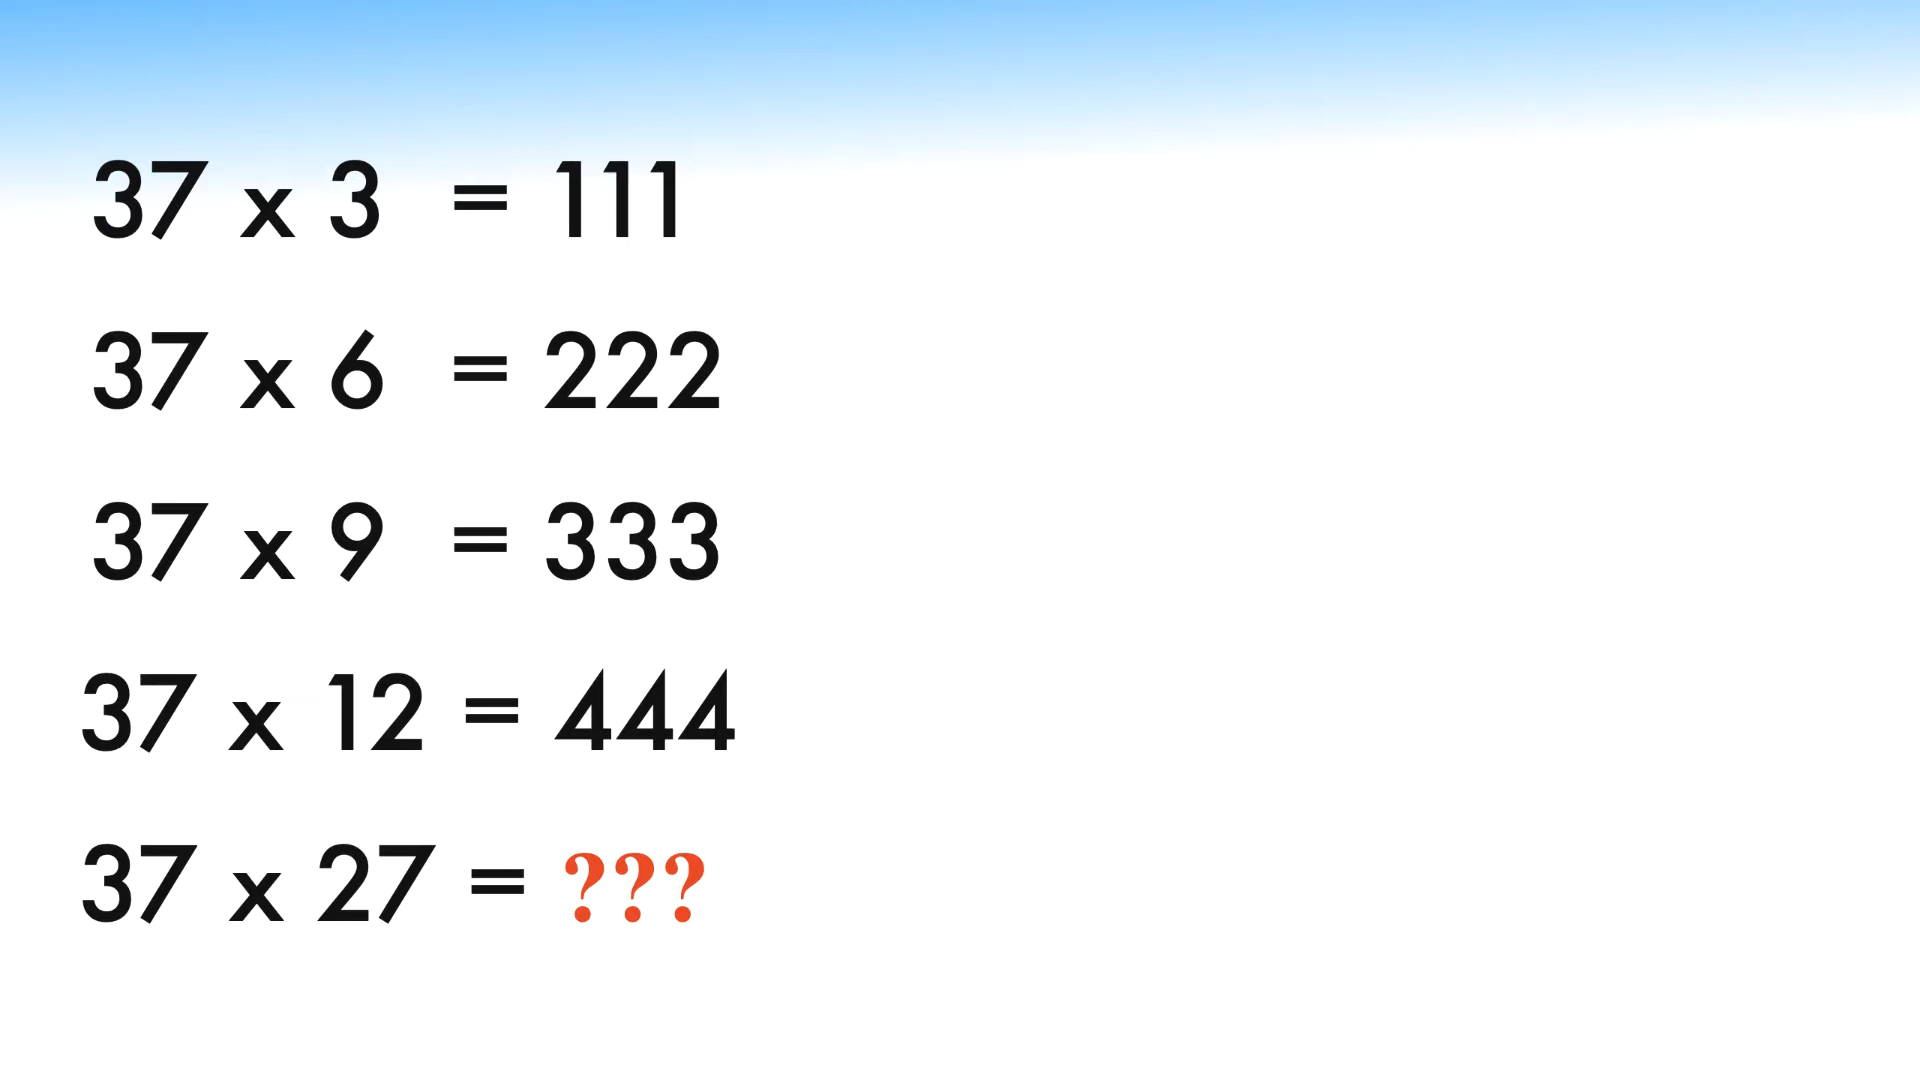 37 x 3 = 111
37 x 6 = 222
37 x 9 = 333
37 x 12 = 444
37 x 27 = ???